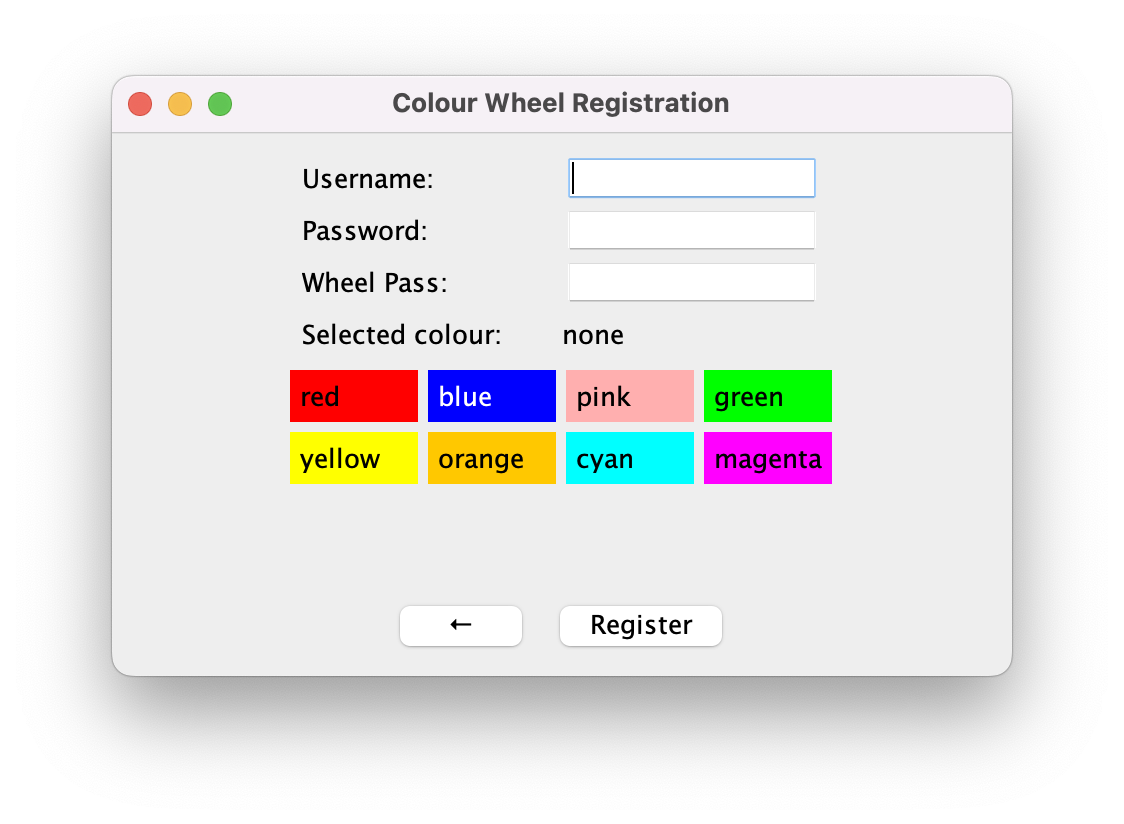 Colour Wheel Registration
Username:
Password:
Wheel Pass:
Selected colour: none
red blue pink green
yellow orange cyan magenta
← Register